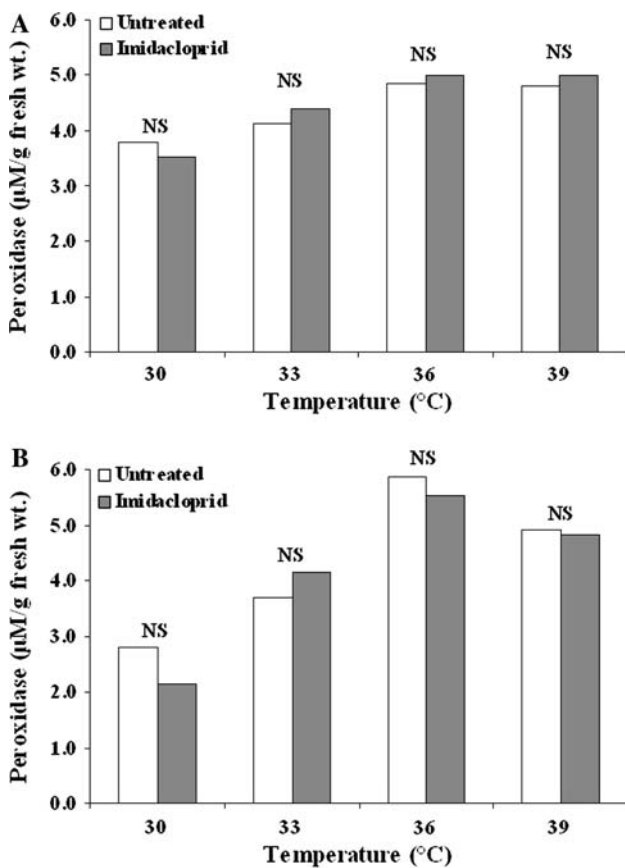 A
Untreated
Imidacloprid
Peroxidase (µM/g fresh wt.)
6.0
5.0
4.0
3.0
2.0
1.0
0.0
NS
NS
NS
NS
30
33
36
39
Temperature (°C)
B
Untreated
Imidacloprid
Peroxidase (µM/g fresh wt.)
6.0
5.0
4.0
3.0
2.0
1.0
0.0
NS
NS
NS
NS
30
33
36
39
Temperature (°C)